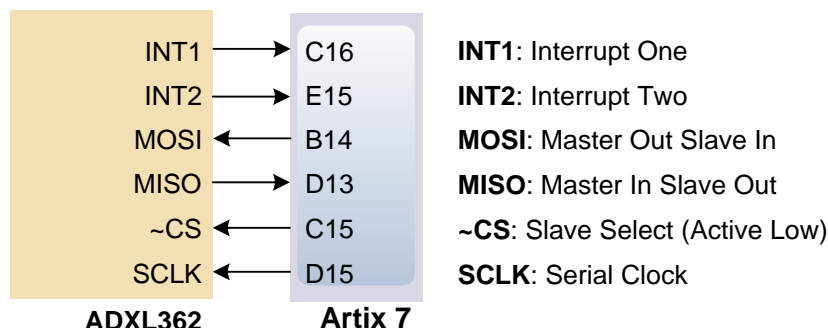 INT1 C16 INT1: Interrupt One
INT2 E15 INT2: Interrupt Two
MOSI B14 MOSI: Master Out Slave In
MISO D13 MISO: Master In Slave Out
~CS C15 ~CS: Slave Select (Active Low)
SCLK D15 SCLK: Serial Clock
ADXL362 Artix 7